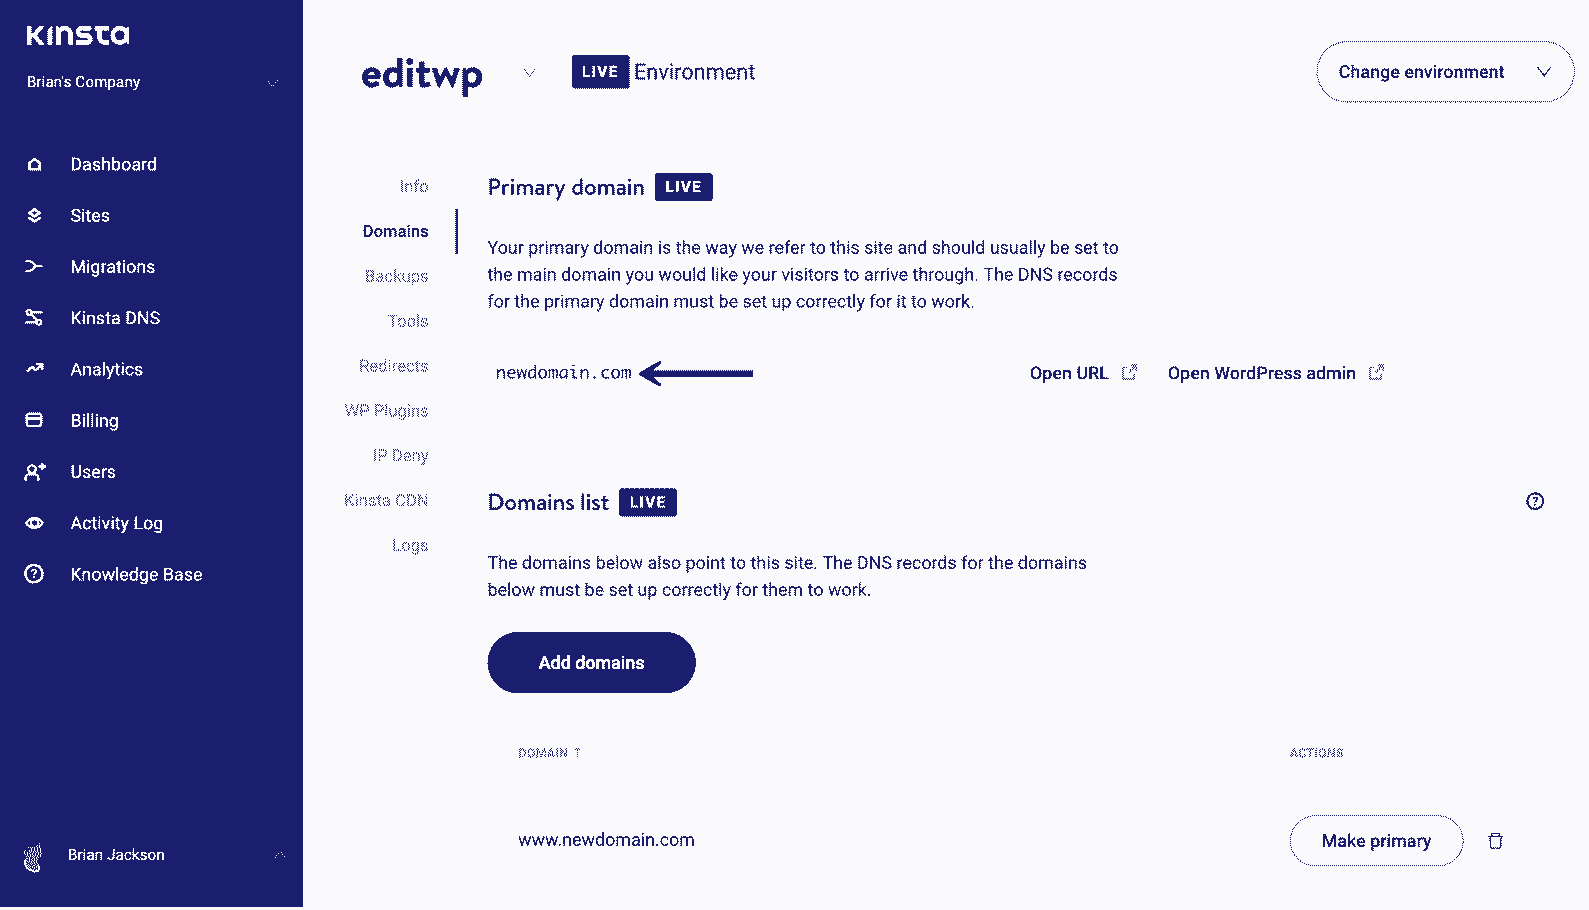 Kinsta
Brian's Company
Dashboard
Sites
Migrations
Kinsta DNS
Analytics
Billing
Users
Activity Log
Knowledge Base
Brian Jackson
editwp
LIVE Environment
Change environment
Info
Domains
Backups
Tools
Redirects
WP Plugins
IP Deny
Kinsta CDN
Logs
Primary domain LIVE
Your primary domain is the way we refer to this site and should usually be set to
the main domain you would like your visitors to arrive through. The DNS records
for the primary domain must be set up correctly for it to work.
newdomain.com
Open URL
Open WordPress admin
Domains list LIVE
The domains below also point to this site. The DNS records for the domains
below must be set up correctly for them to work.
Add domains
DOMAIN ↑
ACTIONS
www.newdomain.com
Make primary